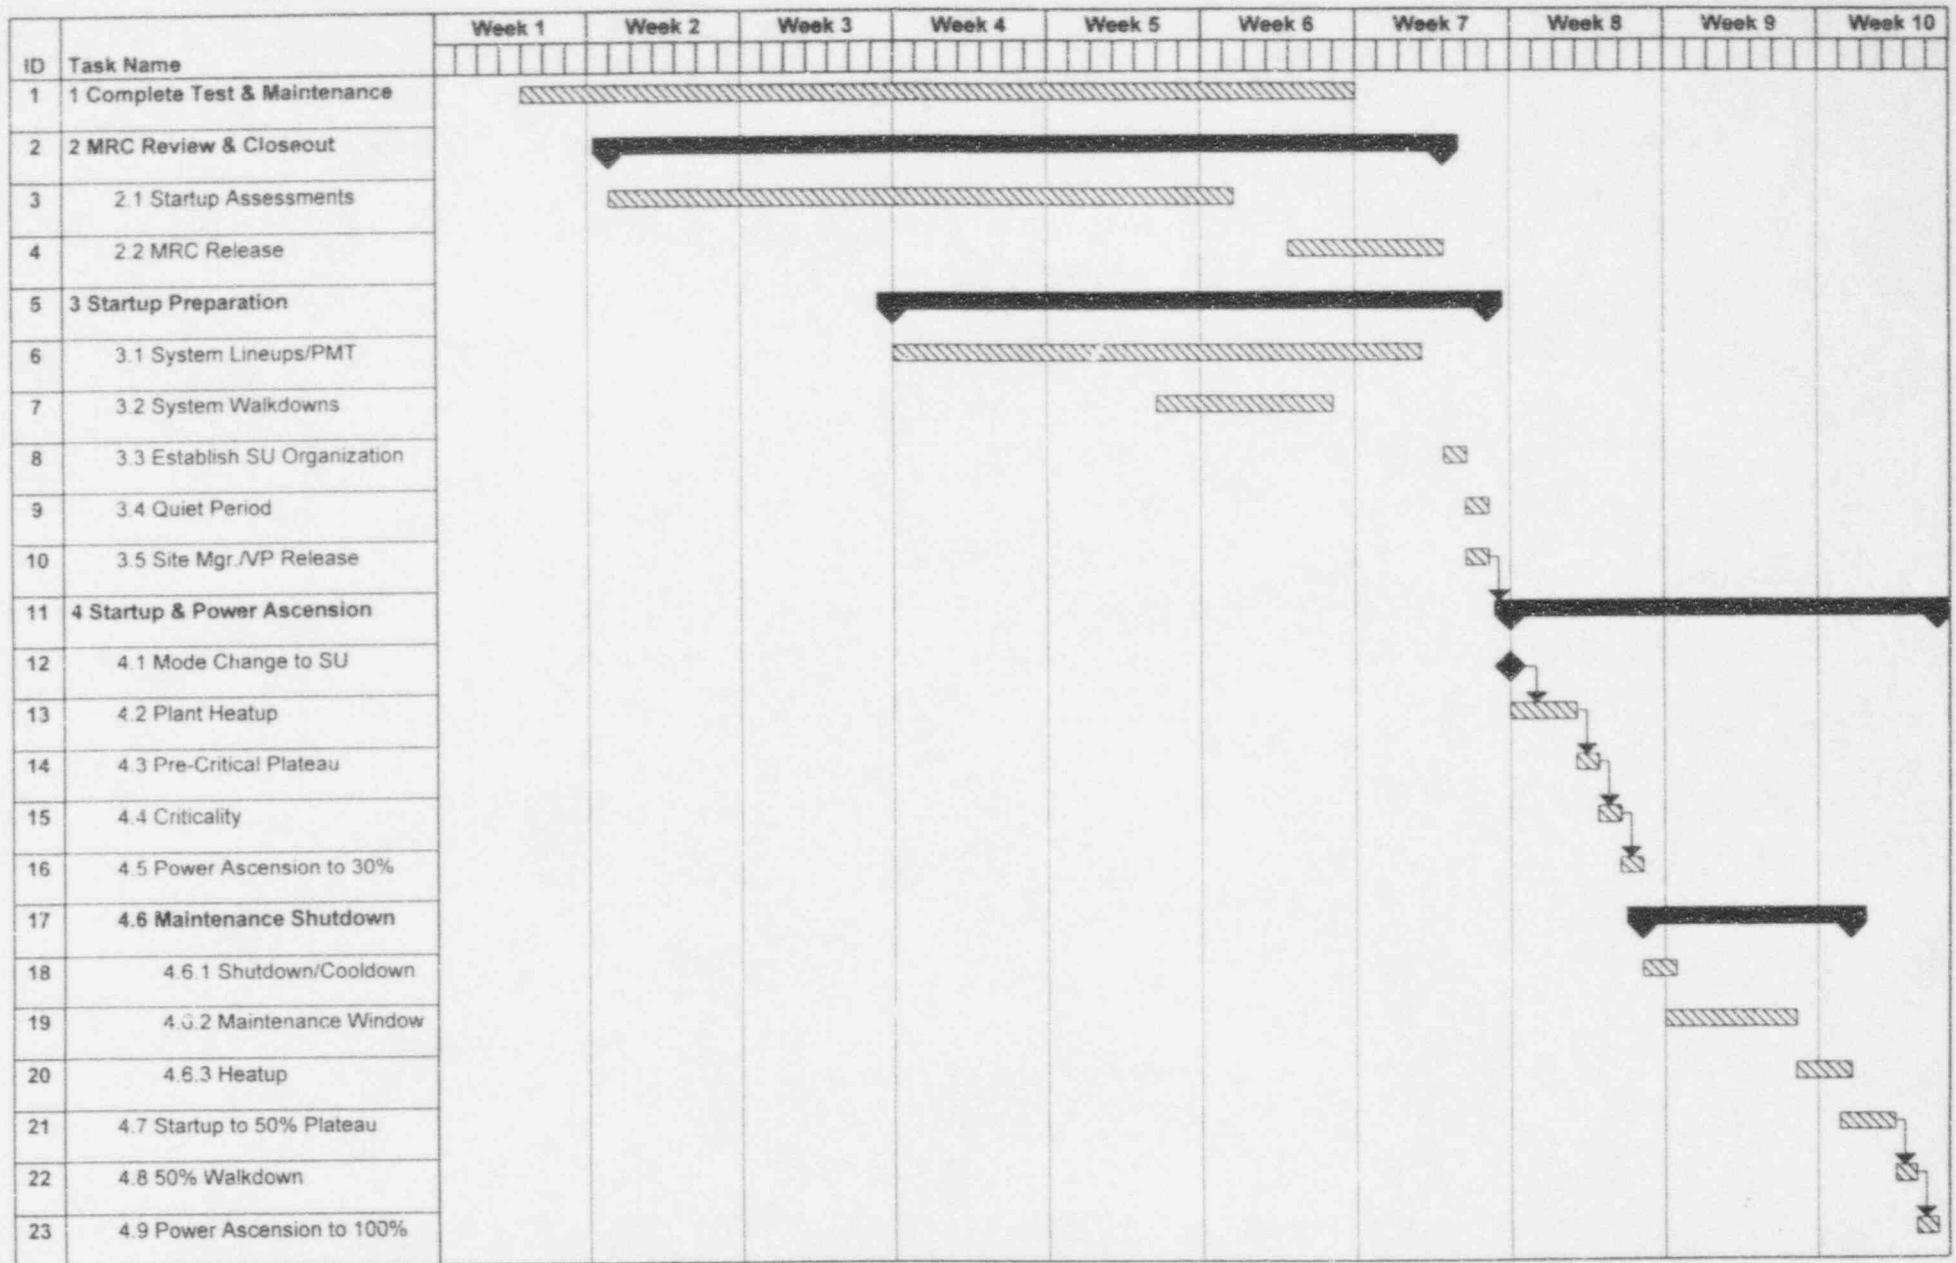 Week 1 Week 2 Week 3 Week 4 Week 5 Week 6 Week 7 Week 8 Week 9 Week 10
ID Task Name
1 1 Complete Test & Maintenance
2 2 MRC Review & Closeout
3 2.1 Startup Assessments
4 2.2 MRC Release
5 3 Startup Preparation
6 3.1 System Lineups/PMT
7 3.2 System Walkdowns
8 3.3 Establish SU Organization
9 3.4 Quiet Period
10 3.5 Site Mgr./VP Release
11 4 Startup & Power Ascension
12 4.1 Mode Change to SU
13 4.2 Plant Heatup
14 4.3 Pre-Critical Plateau
15 4.4 Criticality
16 4.5 Power Ascension to 30%
17 4.6 Maintenance Shutdown
18 4.6.1 Shutdown/Cooldown
19 4.6.2 Maintenance Window
20 4.6.3 Heatup
21 4.7 Startup to 50% Plateau
22 4.8 50% Walkdown
23 4.9 Power Ascension to 100%